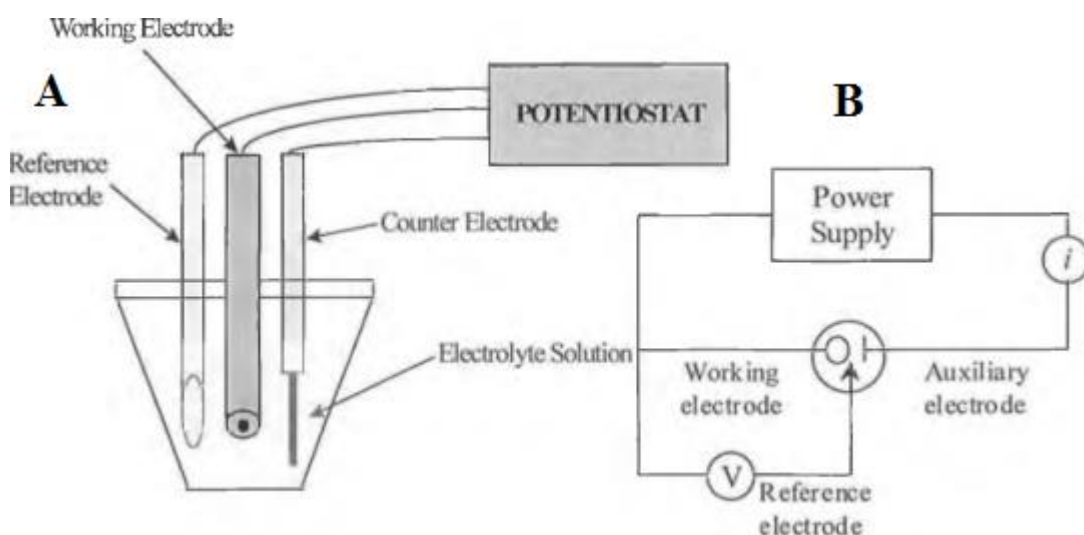 Working Electrode
A
POTENTIOSTAT
B
Reference
Electrode
Counter Electrode
Electrolyte Solution
Power
Supply
i
Working
electrode
Auxiliary
electrode
V
Reference
electrode